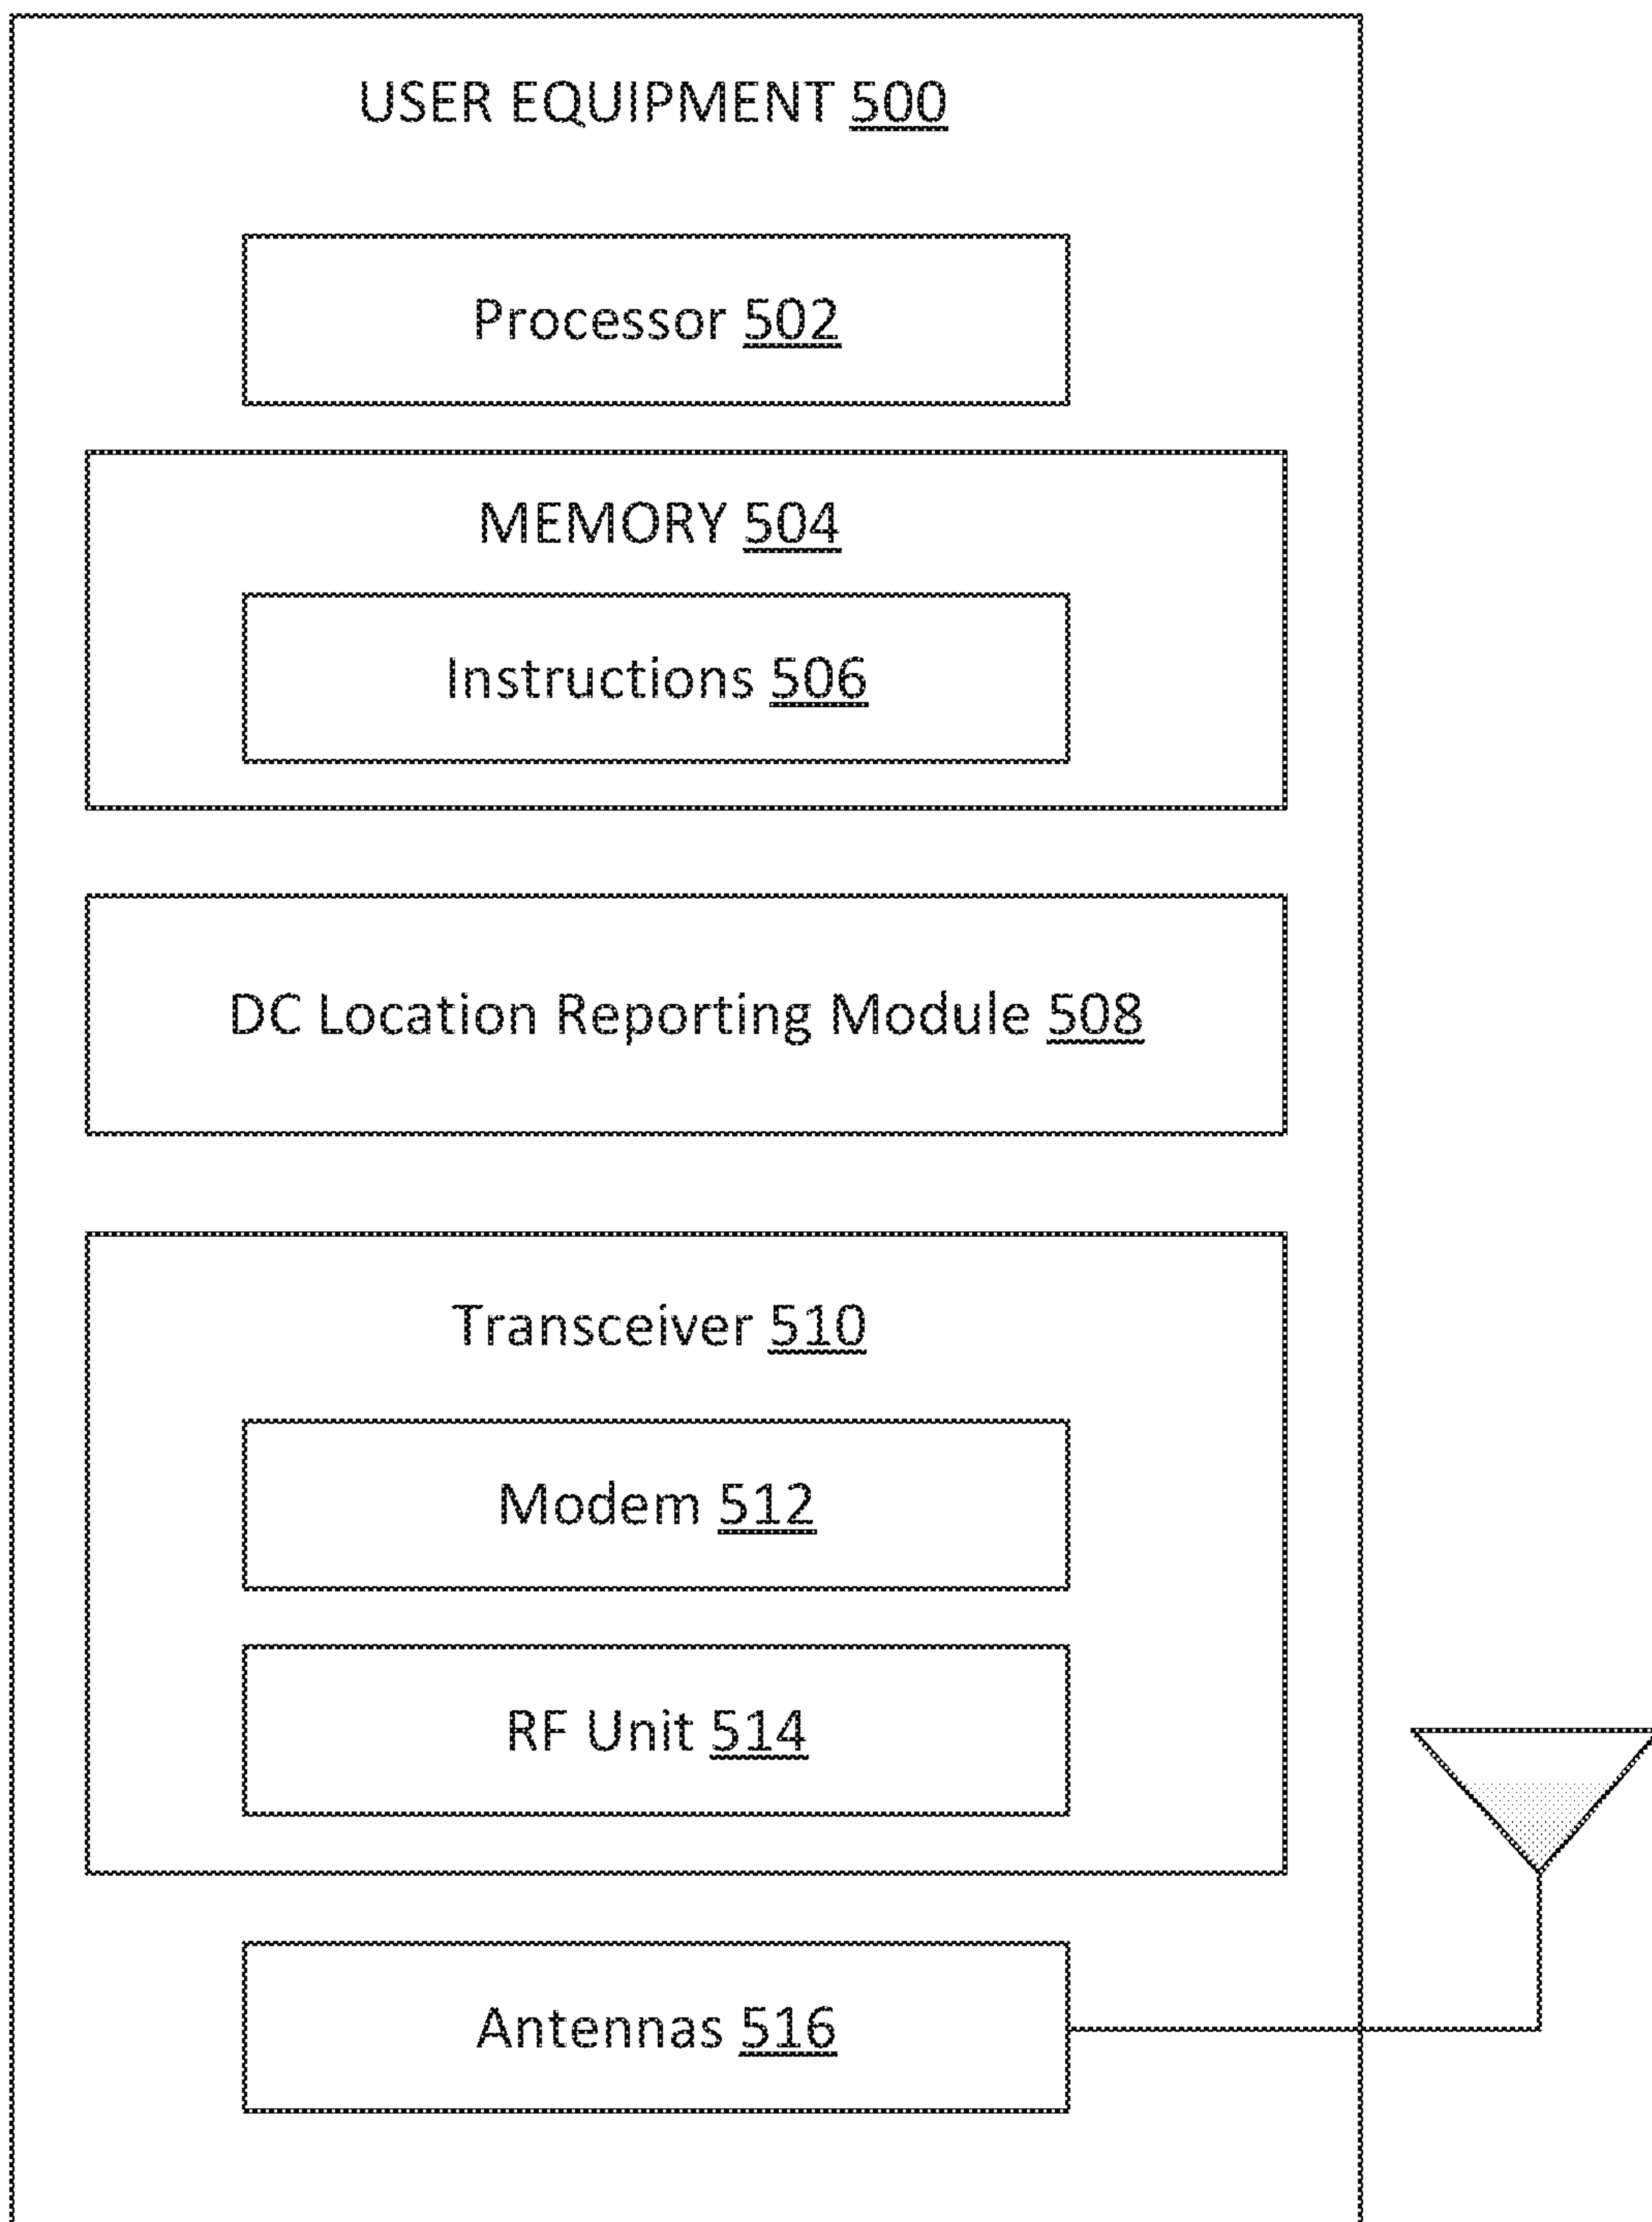 USER EQUIPMENT 500
Processor 502
MEMORY 504
Instructions 506
DC Location Reporting Module 508
Transceiver 510
Modem 512
RF Unit 514
Antennas 516